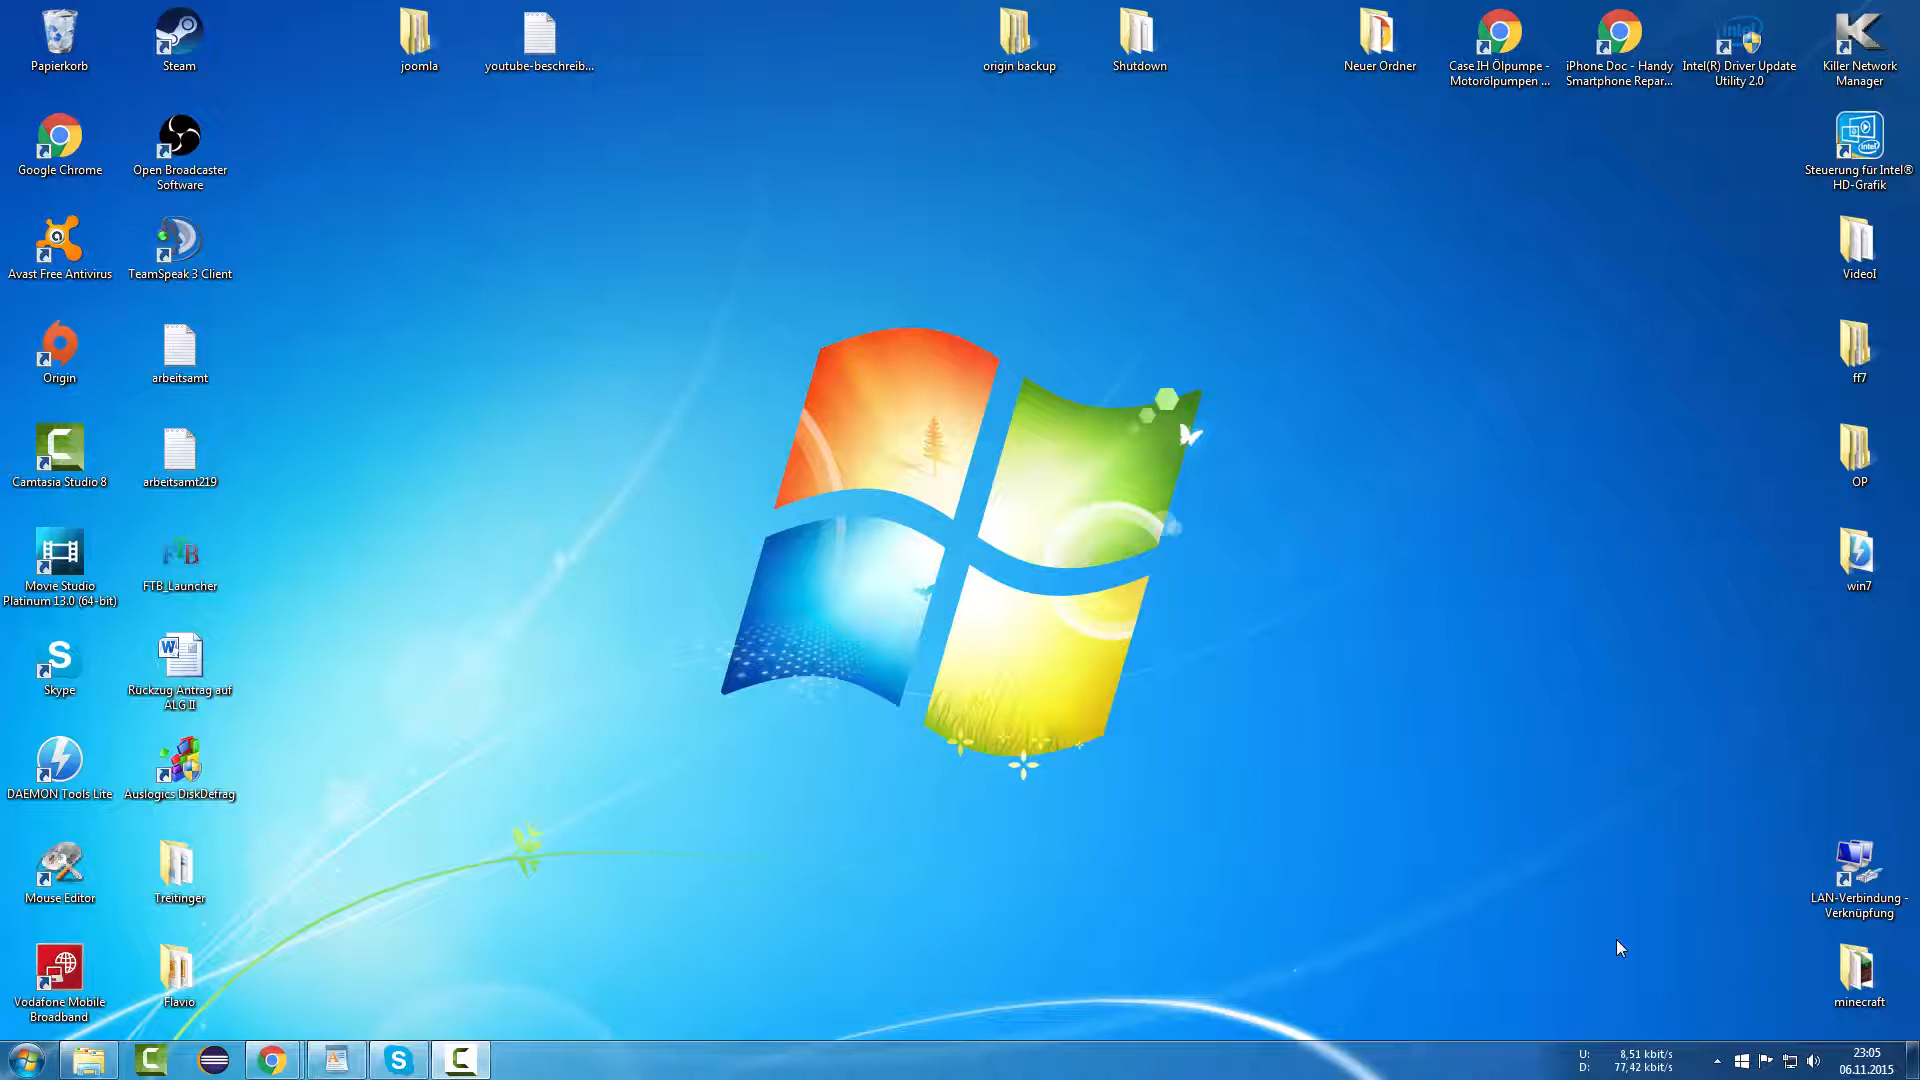 Papierkorb
Steam
joomla
youtube-beschreib...
origin backup
Shutdown
Neuer Ordner
Case IH Ölpumpe -
Motorölpumpen ...
iPhone Doc - Handy
Smartphone Repar...
Intel(R) Driver Update
Utility 2.0
Killer Network
Manager
Google Chrome
Open Broadcaster
Software
Steuerung für Intel®
HD-Grafik
Avast Free Antivirus
TeamSpeak 3 Client
VideoI
Origin
arbeitsamt
ff7
Camtasia Studio 8
arbeitsamt219
OP
Movie Studio
Platinum 13.0 (64-bit)
FTB
FTB_Launcher
win7
Skype
Rückzug Antrag auf
ALG II
DAEMON Tools Lite
Auslogics DiskDefrag
Mouse Editor
Treitinger
LAN-Verbindung -
Verknüpfung
Vodafone Mobile
Broadband
Flavio
minecraft
U: 8,51 kbit/s
D: 77,42 kbit/s
23:05
06.11.2015